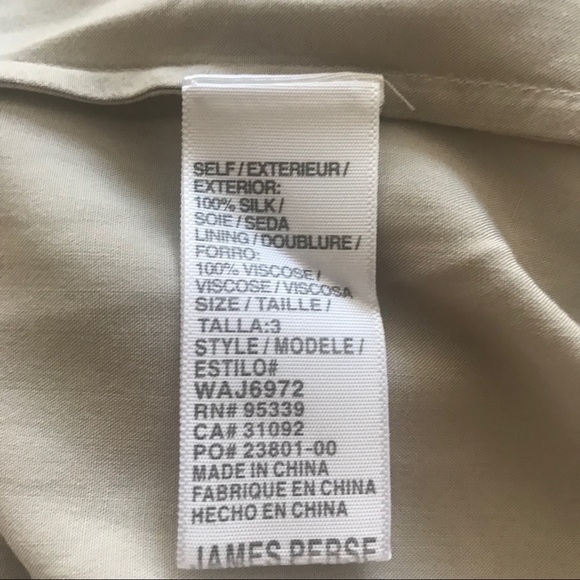 SELF/EXTERIEUR/
EXTERIOR:
100% SILK/
SOIE/SEDA
LINING/DOUBLURE/
FORRO:
100% VISCOSE/
VISCOSE/VISCOSA
SIZE/TAILLE/
TALLA:3
STYLE/MODELE/
ESTILO#
WAJ6972
RN# 95339
CA# 31092
PO# 23801-00
MADE IN CHINA
FABRIQUE EN CHINA
HECHO EN CHINA
JAMES PERSE